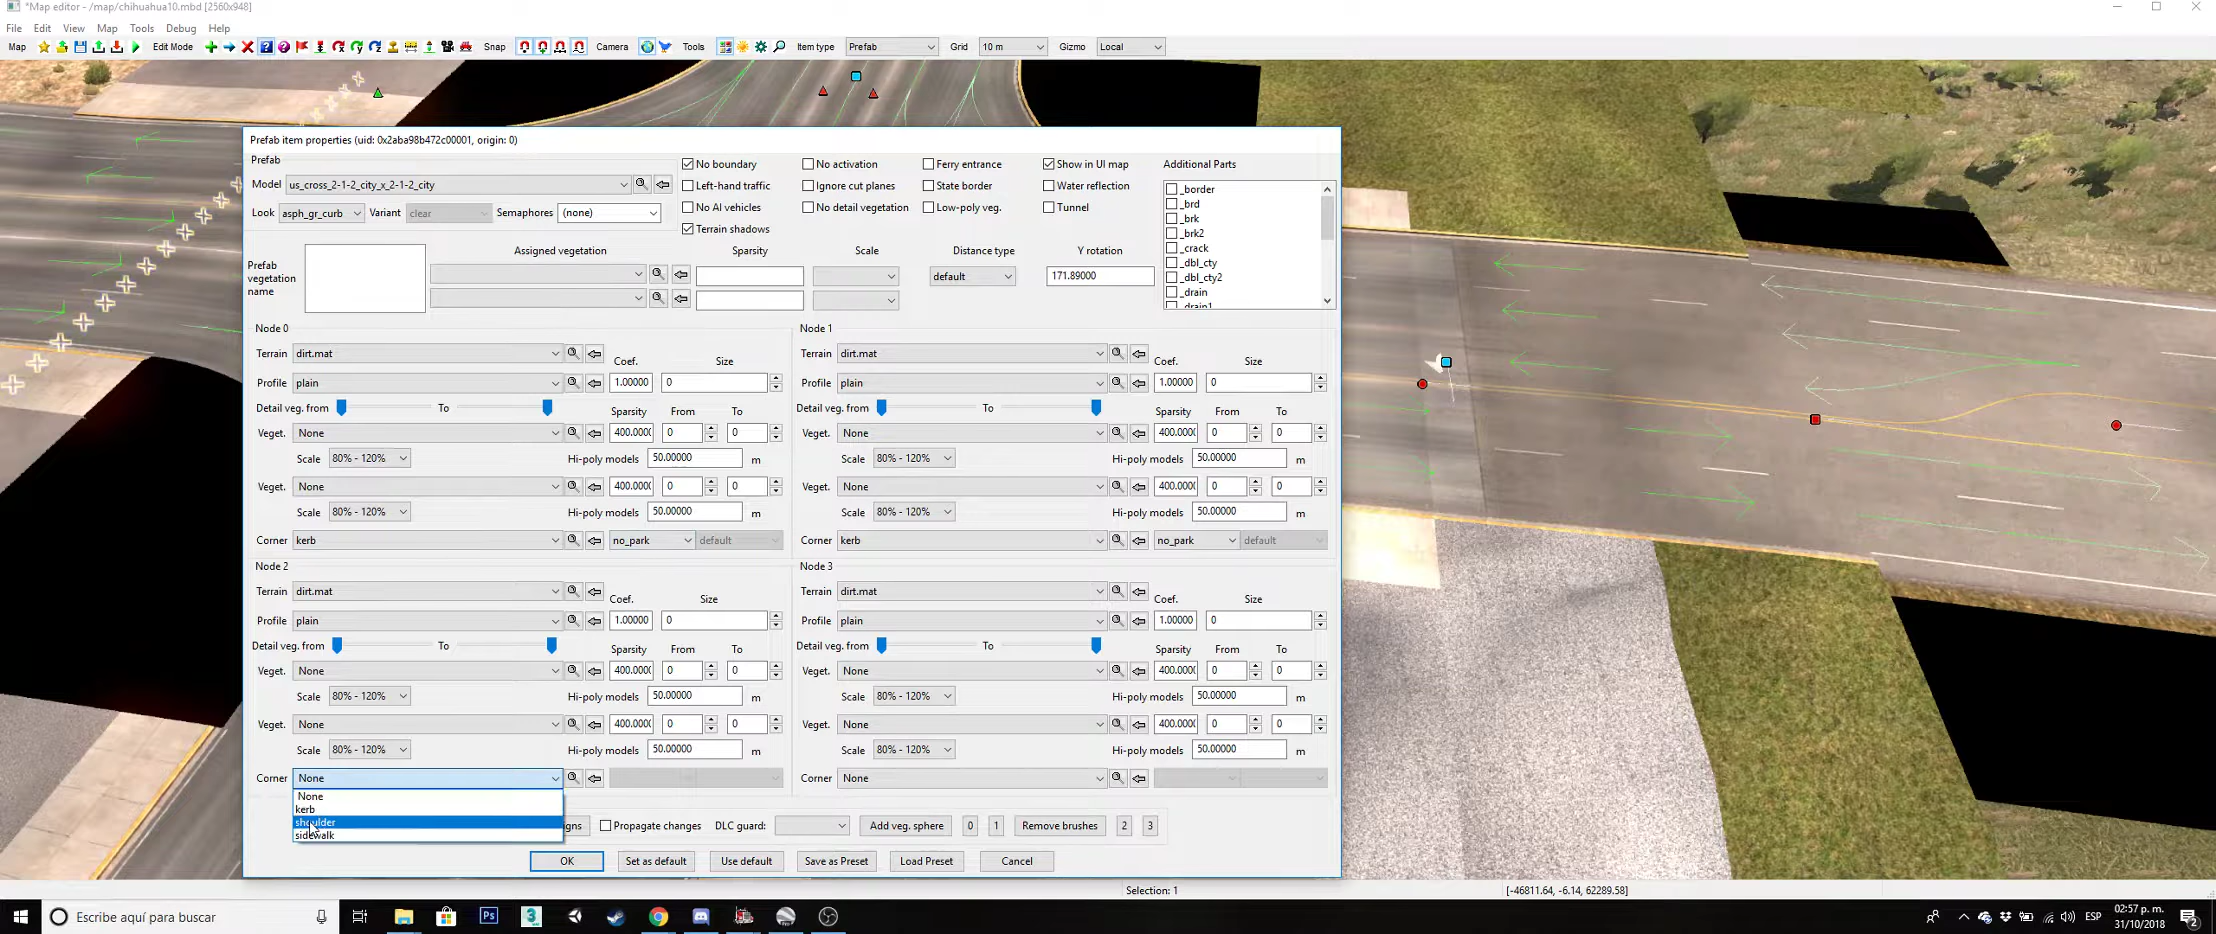 *Map editor - /map/chihuahua10.mbd [2560x948]
File Edit View Map Tools Debug Help
Map Edit Mode Snap Camera Tools Item type Prefab Grid 10 m Gizmo Local
Prefab item properties (uid: 0x2aba98b472c00001, origin: 0)
Prefab
No boundary No activation Ferry entrance Show in UI map Additional Parts
Model us_cross_2-1-2_city_x_2-1-2_city
Left-hand traffic Ignore cut planes State border Water reflection
_border
_brd
Look asph_gr_curb Variant clear Semaphores (none)
No AI vehicles No detail vegetation Low-poly veg. Tunnel
_brk
Terrain shadows
_brk2
_crack
Assigned vegetation Sparsity Scale Distance type Y rotation
_dbl_cty
Prefab
vegetation
name
default 171.89000
_dbl_cty2
_drain
_drain1
Node 0 Node 1
Terrain dirt.mat Coef. Size Terrain dirt.mat Coef. Size
Profile plain 1.00000 0 Profile plain 1.00000 0
Detail veg. from To Sparsity From To Detail veg. from To Sparsity From To
Veget. None 400.000( 0 0 Veget. None 400.000( 0 0
Scale 80% - 120% Hi-poly models 50.00000 m Scale 80% - 120% Hi-poly models 50.00000 m
Veget. None 400.000( 0 0 Veget. None 400.000( 0 0
Scale 80% - 120% Hi-poly models 50.00000 m Scale 80% - 120% Hi-poly models 50.00000 m
Corner kerb no_park default Corner kerb no_park default
Node 2 Node 3
Terrain dirt.mat Coef. Size Terrain dirt.mat Coef. Size
Profile plain 1.00000 0 Profile plain 1.00000 0
Detail veg. from To Sparsity From To Detail veg. from To Sparsity From To
Veget. None 400.000( 0 0 Veget. None 400.000( 0 0
Scale 80% - 120% Hi-poly models 50.00000 m Scale 80% - 120% Hi-poly models 50.00000 m
Veget. None 400.000( 0 0 Veget. None 400.000( 0 0
Scale 80% - 120% Hi-poly models 50.00000 m Scale 80% - 120% Hi-poly models 50.00000 m
Corner None Corner None
None
kerb
shoulder
sidewalk
igns Propagate changes DLC guard: Add veg. sphere 0 1 Remove brushes 2 3
OK Set as default Use default Save as Preset Load Preset Cancel
Selection: 1 [-46811.64, -6.14, 62289.58]
Escribe aquí para buscar
Ps
3
ESP
02:57 p. m.
31/10/2018
2